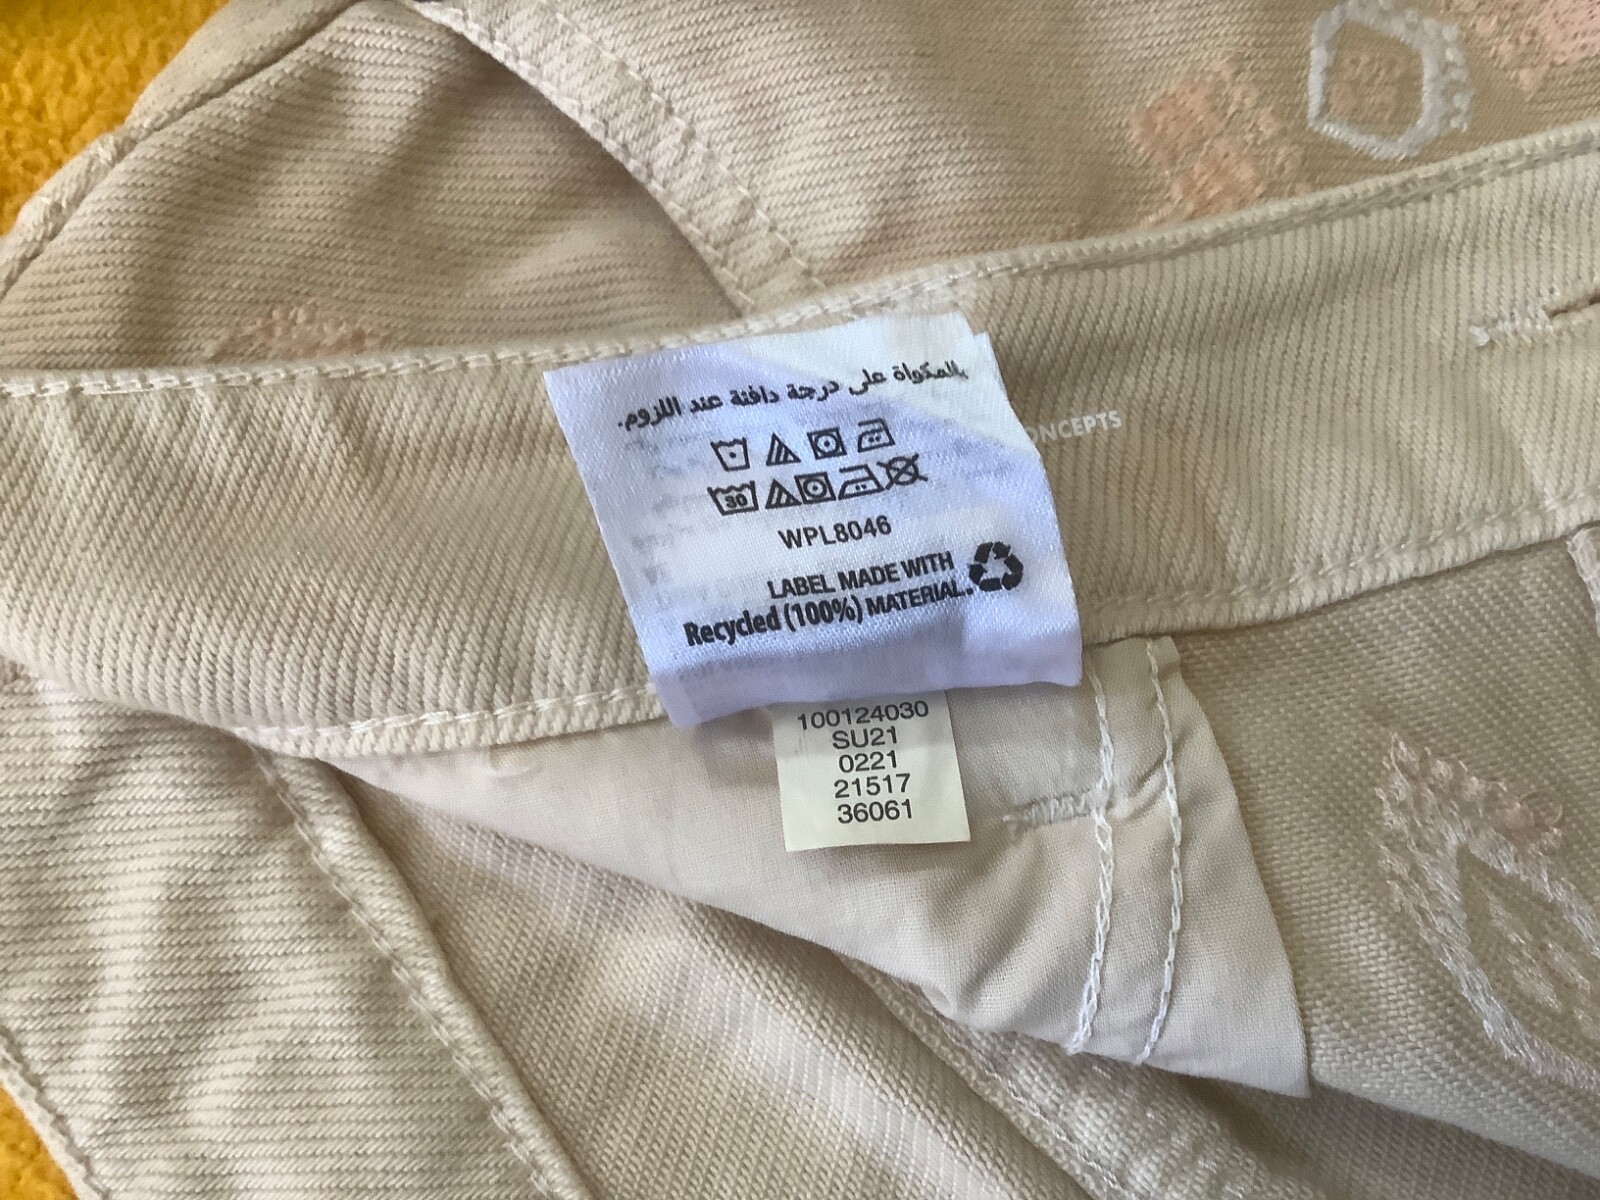 بالمكواة على درجة دافئة عند اللزوم.
ONCEPTS
30
WPL8046
LABEL MADE WITH
Recycled (100%) MATERIAL.
100124030
SU21
0221
21517
36061